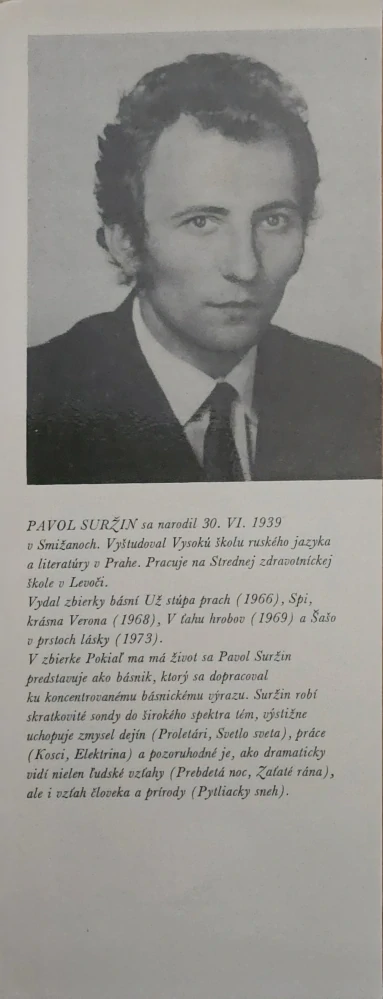 PAVOL SURŽIN sa narodil 30. VI. 1939
v Smižanoch. Vyštudoval Vysokú školu ruského jazyka
a literatúry v Prahe. Pracuje na Strednej zdravotníckej
škole v Levoči.
Vydal zbierky básní Už stúpa prach (1966), Spi,
krásna Verona (1968), V ťahu hrobov (1969) a Šašo
v prstoch lásky (1973).
V zbierke Pokiaľ ma má život sa Pavol Suržin
predstavuje ako básnik, ktorý sa dopracoval
ku koncentrovanému básnickému výrazu. Suržin robí
skratkovité sondy do širokého spektra tém, výstižne
uchopuje zmysel dejín (Proletári, Svetlo sveta), práce
(Kosci, Elektrina) a pozoruhodné je, ako dramaticky
vidí nielen ľudské vzťahy (Prebdetá noc, Zaťaté rána),
ale i vzťah človeka a prírody (Pytliacky sneh).